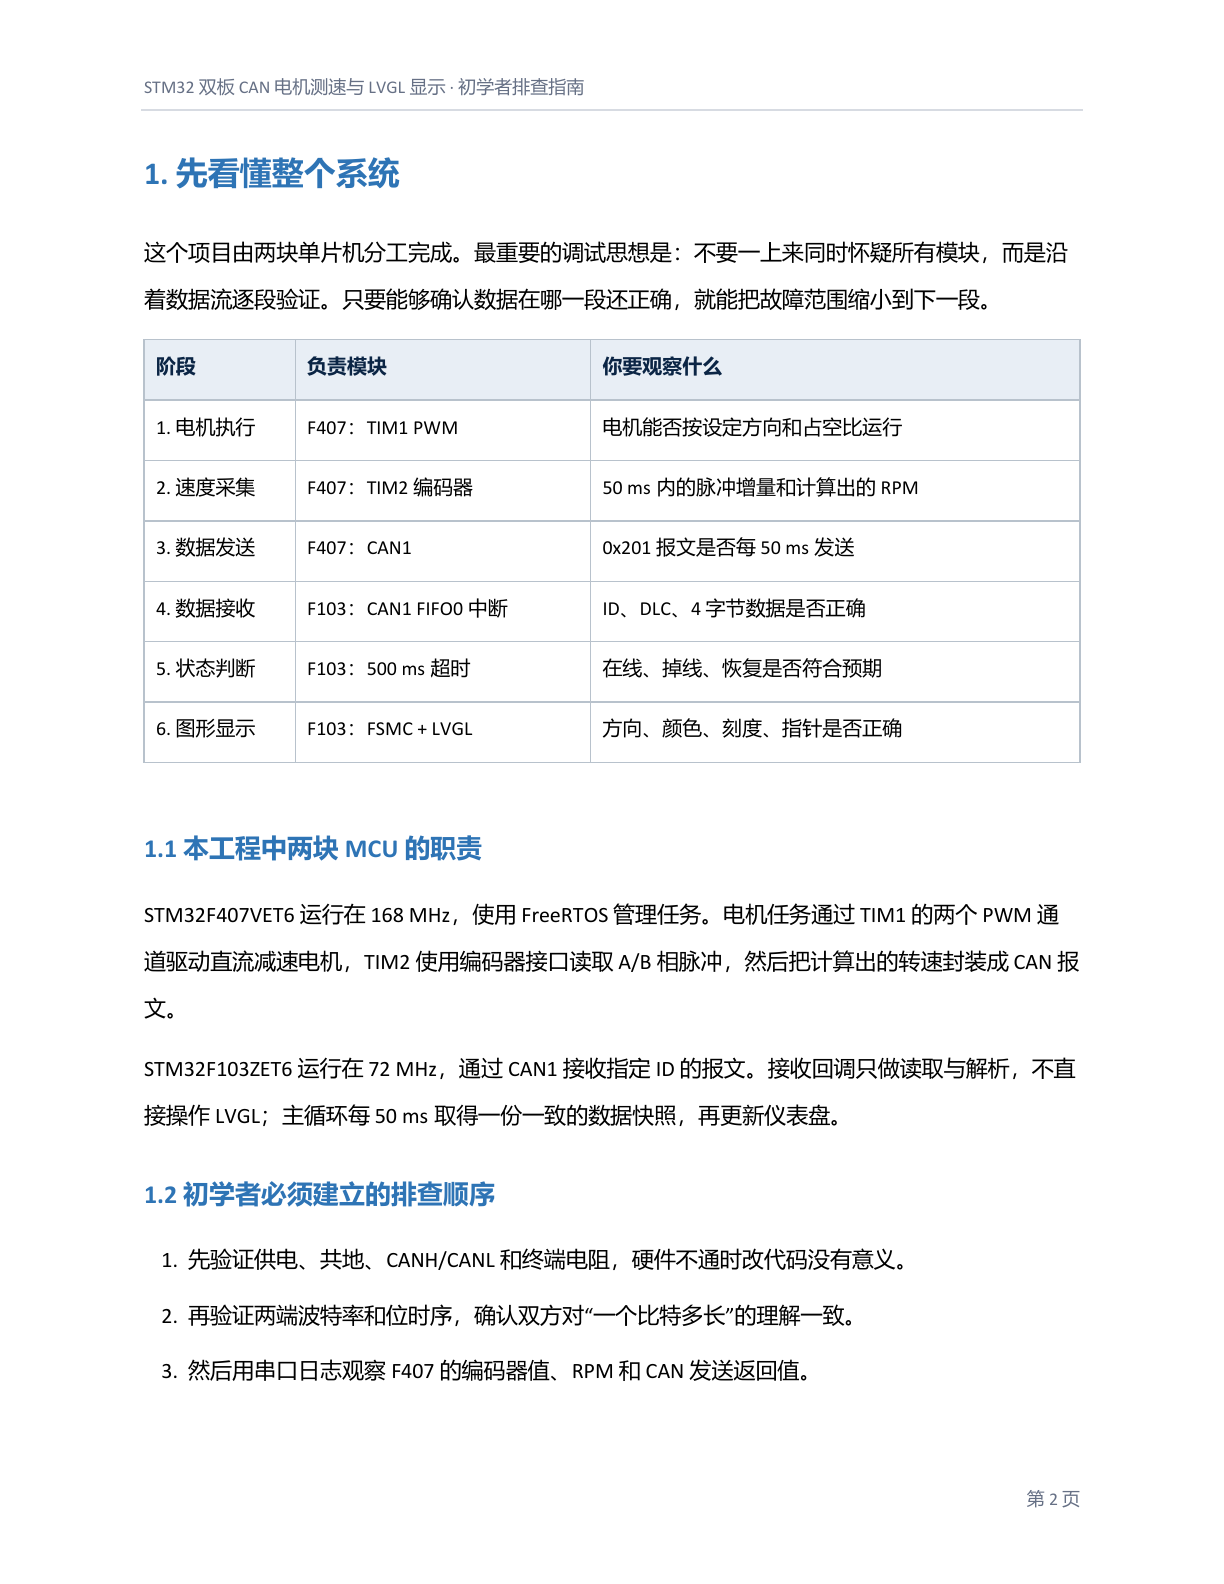 STM32 双板 CAN 电机测速与 LVGL 显示 · 初学者排查指南
1. 先看懂整个系统
这个项目由两块单片机分工完成。最重要的调试思想是：不要一上来同时怀疑所有模块，而是沿
着数据流逐段验证。只要能够确认数据在哪一段还正确，就能把故障范围缩小到下一段。
阶段 负责模块 你要观察什么
1. 电机执行 F407：TIM1 PWM 电机能否按设定方向和占空比运行
2. 速度采集 F407：TIM2 编码器 50 ms 内的脉冲增量和计算出的 RPM
3. 数据发送 F407：CAN1 0x201 报文是否每 50 ms 发送
4. 数据接收 F103：CAN1 FIFO0 中断 ID、DLC、4 字节数据是否正确
5. 状态判断 F103：500 ms 超时 在线、掉线、恢复是否符合预期
6. 图形显示 F103：FSMC + LVGL 方向、颜色、刻度、指针是否正确
1.1 本工程中两块 MCU 的职责
STM32F407VET6 运行在 168 MHz，使用 FreeRTOS 管理任务。电机任务通过 TIM1 的两个 PWM 通
道驱动直流减速电机，TIM2 使用编码器接口读取 A/B 相脉冲，然后把计算出的转速封装成 CAN 报
文。
STM32F103ZET6 运行在 72 MHz，通过 CAN1 接收指定 ID 的报文。接收回调只做读取与解析，不直
接操作 LVGL；主循环每 50 ms 取得一份一致的数据快照，再更新仪表盘。
1.2 初学者必须建立的排查顺序
1. 先验证供电、共地、CANH/CANL 和终端电阻，硬件不通时改代码没有意义。
2. 再验证两端波特率和位时序，确认双方对“一个比特多长”的理解一致。
3. 然后用串口日志观察 F407 的编码器值、RPM 和 CAN 发送返回值。
第 2 页